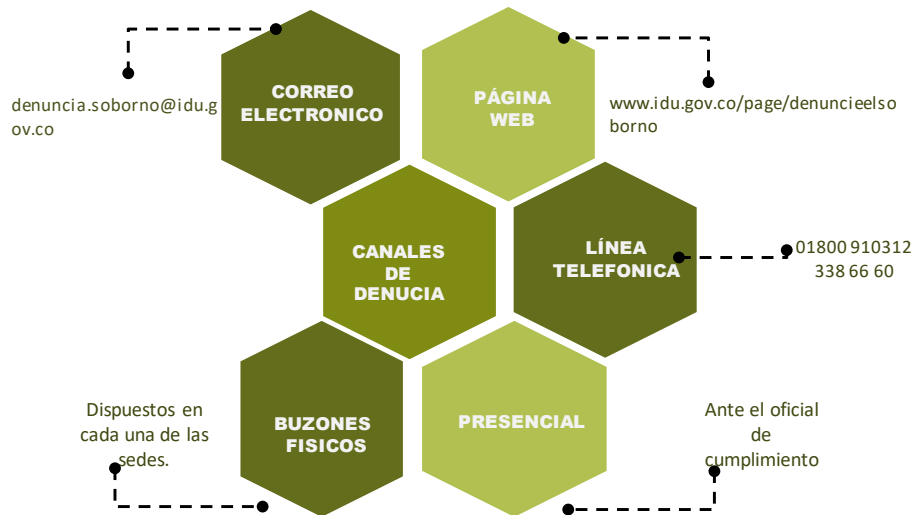 CORREO
ELECTRONICO
denuncia.soborno@idu.g
ov.co
PÁGINA
WEB
www.idu.gov.co/page/denuncieelso
borno
CANALES
DE
DENUCIA
LÍNEA
TELEFONICA
01800 910312
338 66 60
BUZONES
FISICOS
Dispuestos en
cada una de las
sedes.
PRESENCIAL
Ante el oficial
de
cumplimiento